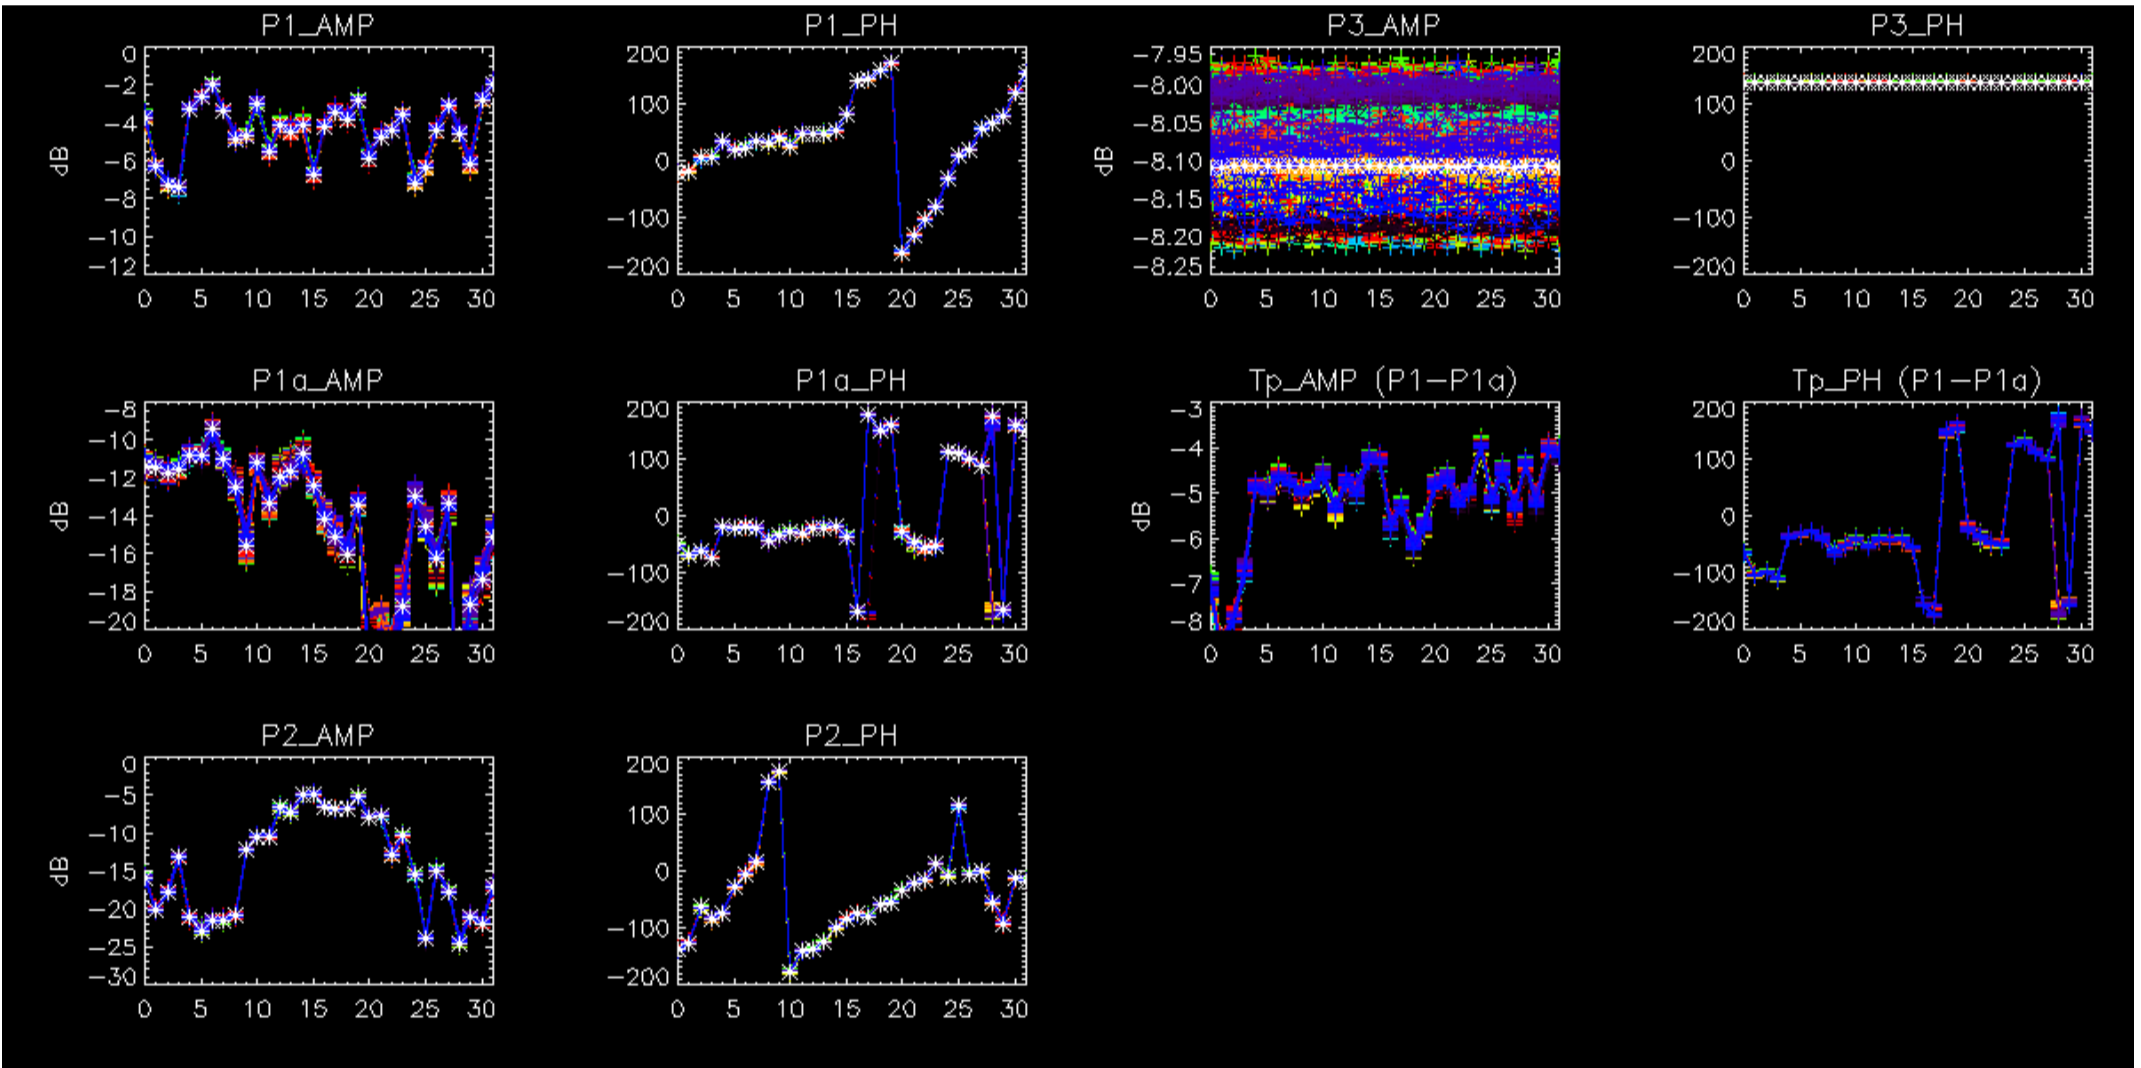 P1_AMP P1_PH P3_AMP P3_PH
0 200 -7.95 200
-2 -8.00
-4 100 -8.05 100
dB -6 0 dB -8.10 0
-8 -8.15
-10 -100 -8.20 -100
-12 -200 -8.25 -200
0 5 10 15 20 25 30 0 5 10 15 20 25 30 0 5 10 15 20 25 30 0 5 10 15 20 25 30
P1a_AMP P1a_PH Tp_AMP (P1-P1a) Tp_PH (P1-P1a)
-8 200 -3 200
-10 100 -4 100
-12
dB -14 0 dB -5 0
-16 -100 -6 -100
-18 -7
-20 -200 -8 -200
0 5 10 15 20 25 30 0 5 10 15 20 25 30 0 5 10 15 20 25 30 0 5 10 15 20 25 30
P2_AMP P2_PH
0 200
-5 100
-10
dB -15 0
-20 -100
-25
-30 -200
0 5 10 15 20 25 30 0 5 10 15 20 25 30